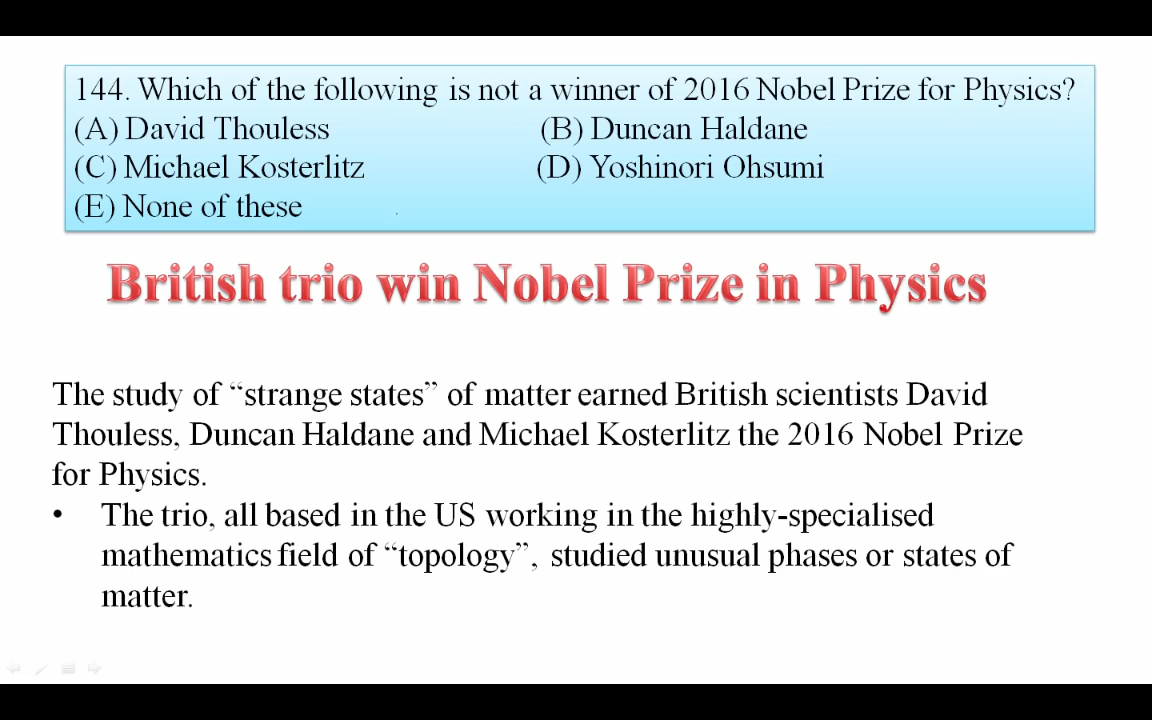 144. Which of the following is not a winner of 2016 Nobel Prize for Physics?
(A) David Thouless (B) Duncan Haldane
(C) Michael Kosterlitz (D) Yoshinori Ohsumi
(E) None of these
British trio win Nobel Prize in Physics
The study of “strange states” of matter earned British scientists David
Thouless, Duncan Haldane and Michael Kosterlitz the 2016 Nobel Prize
for Physics.
• The trio, all based in the US working in the highly-specialised
mathematics field of “topology”, studied unusual phases or states of
matter.